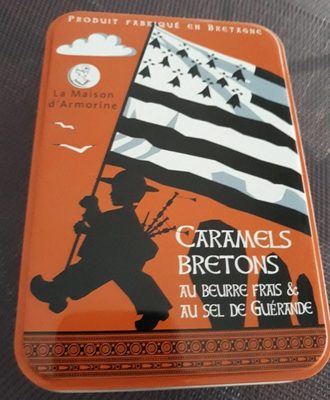 Produit fabriqué en Bretagne
La Maison
d'Armorine
Caramels
bretons
au beurre frais &
au sel de Guérande